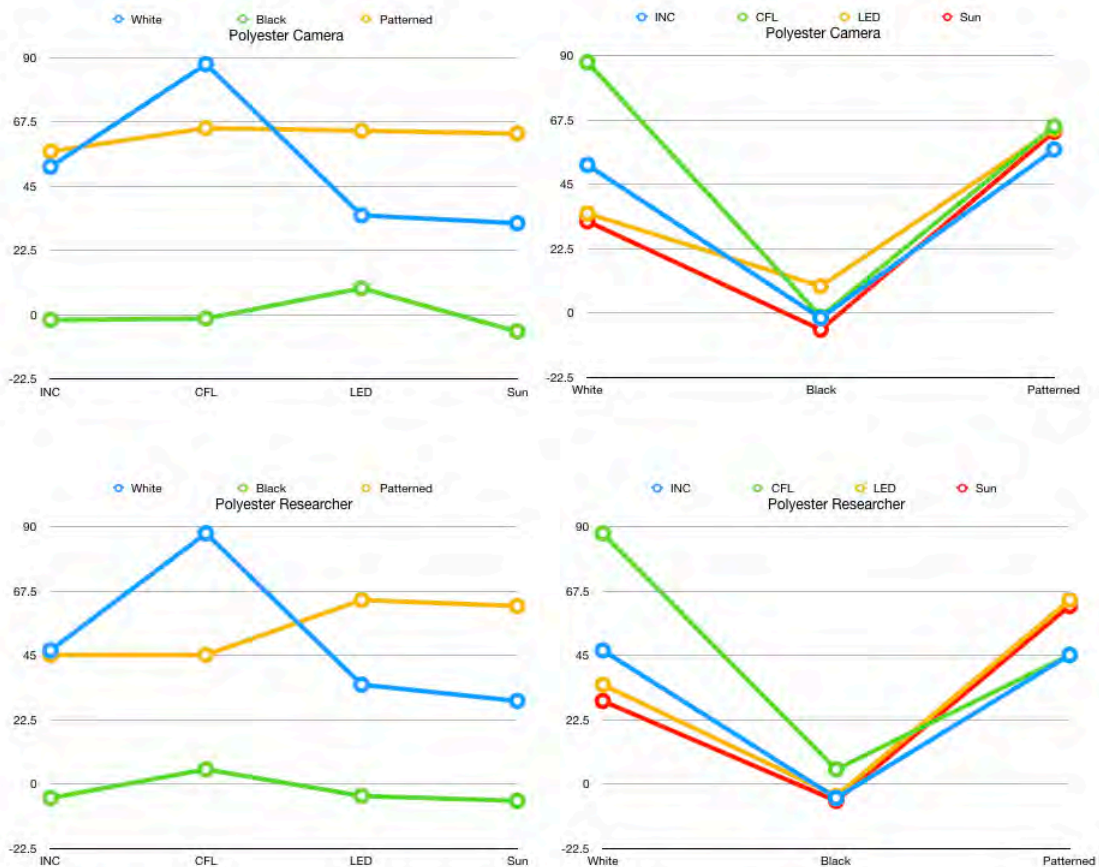 White Black Patterned
Polyester Camera
90
67.5
45
22.5
0
-22.5
INC CFL LED Sun
INC CFL LED Sun
Polyester Camera
90
67.5
45
22.5
0
-22.5
White Black Patterned
White Black Patterned
Polyester Researcher
90
67.5
45
22.5
0
-22.5
INC CFL LED Sun
INC CFL LED Sun
Polyester Researcher
90
67.5
45
22.5
0
-22.5
White Black Patterned